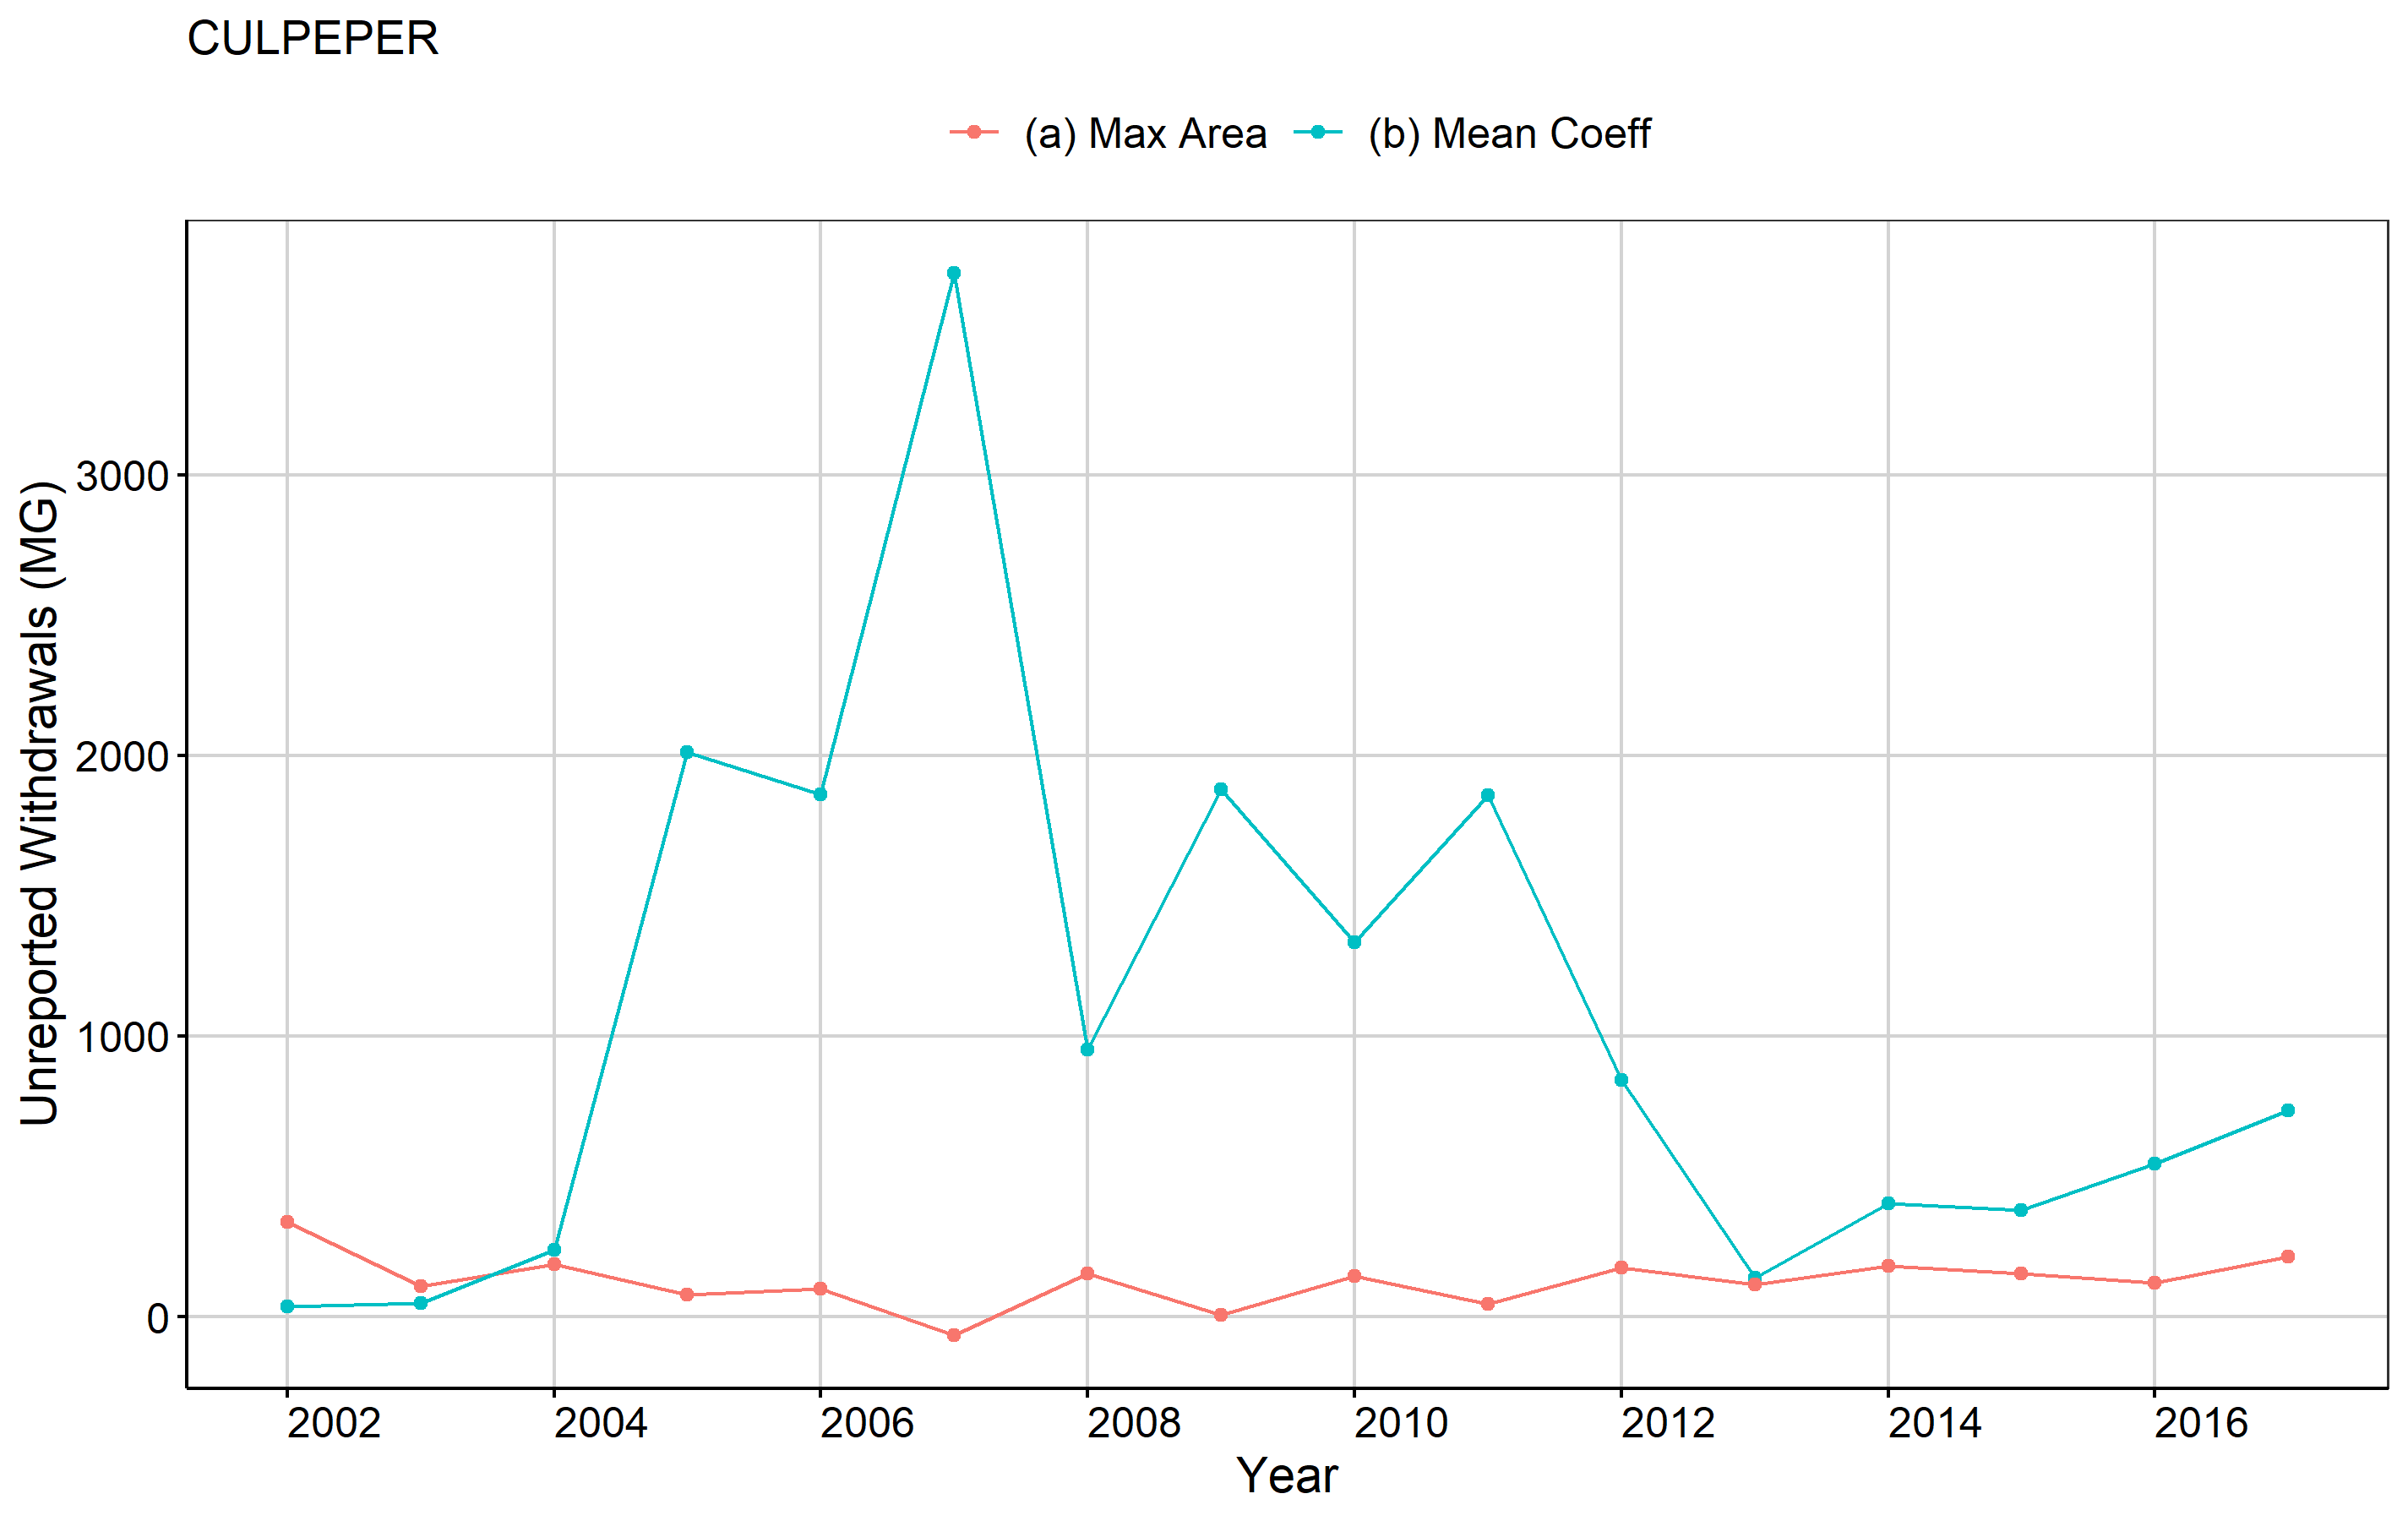 CULPEPER
(a) Max Area (b) Mean Coeff
Unreported Withdrawals (MG)
3000
2000
1000
0
2002 2004 2006 2008 2010 2012 2014 2016
Year